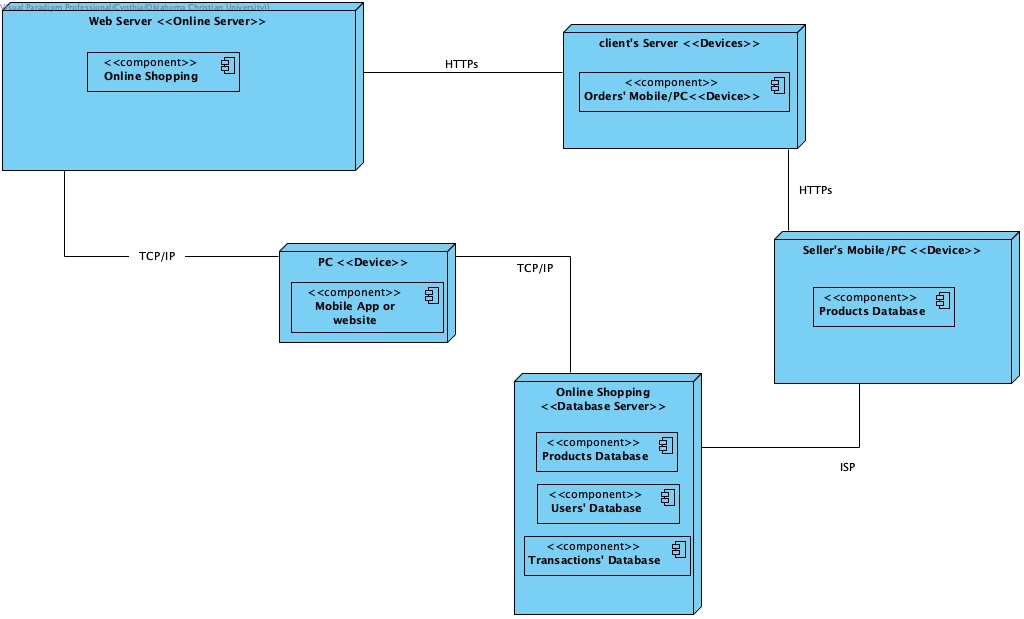 Visual Paradigm Professional(Cynthia(Oklahoma Christian University))
Web Server <<Online Server>>
<<component>>
Online Shopping
HTTPs
client's Server <<Devices>>
<<component>>
Orders' Mobile/PC<<Device>>
HTTPs
TCP/IP
PC <<Device>>
<<component>>
Mobile App or
website
TCP/IP
Seller's Mobile/PC <<Device>>
<<component>>
Products Database
Online Shopping
<<Database Server>>
<<component>>
Products Database
<<component>>
Users' Database
<<component>>
Transactions' Database
ISP